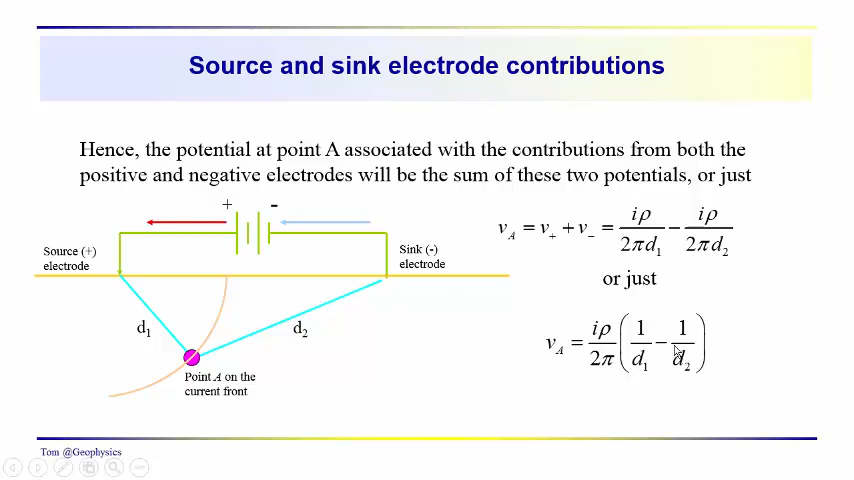 Source and sink electrode contributions
Hence, the potential at point A associated with the contributions from both the
positive and negative electrodes will be the sum of these two potentials, or just
+ -
Source (+)
electrode
Sink (-)
electrode
d₁
d₂
Point A on the
current front
v_A = v₊ + v₋ = iρ/2πd₁ − iρ/2πd₂
or just
v_A = iρ/2π (1/d₁ − 1/d₂)
Tom @Geophysics